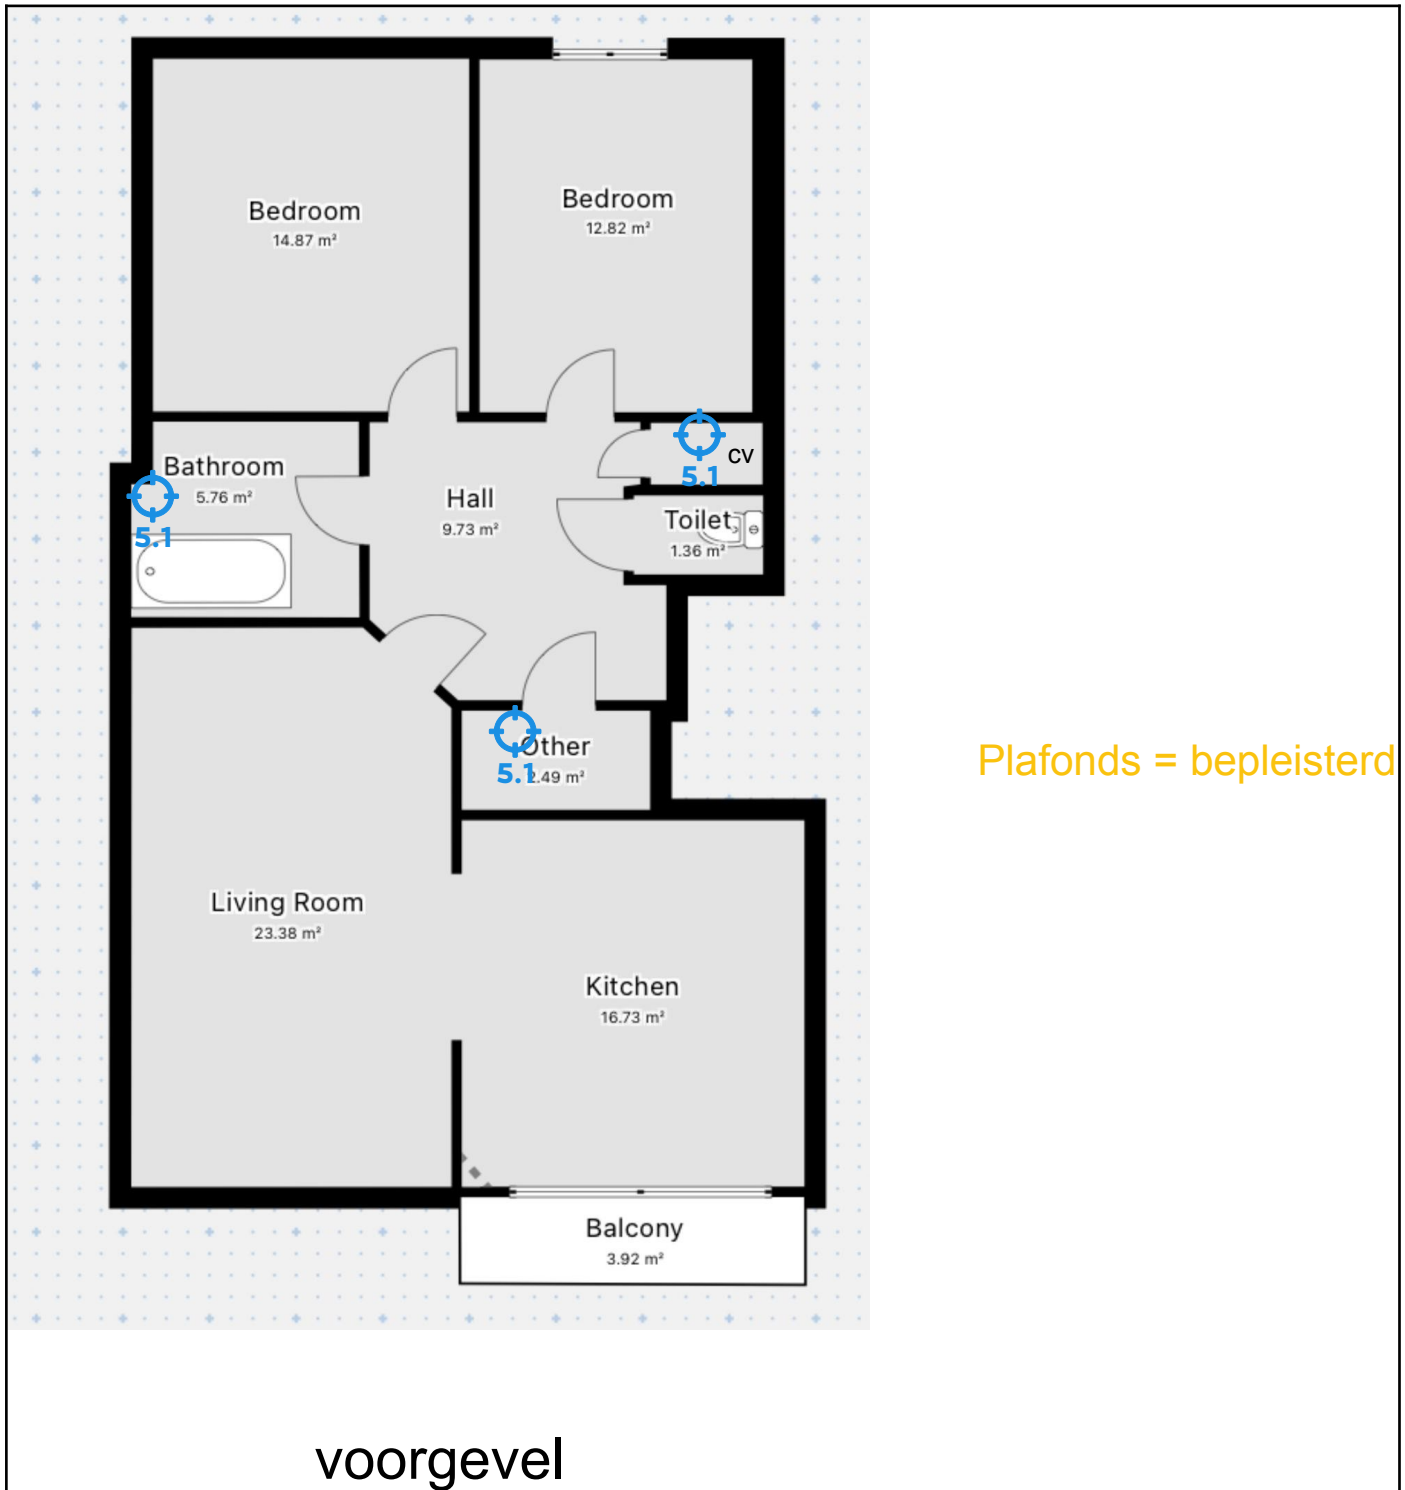 Bedroom
14.87 m²
Bedroom
12.82 m²
Bathroom
5.76 m²
5.1
Hall
9.73 m²
5.1
cv
Toilet
1.36 m²
Other
2.49 m²
5.1
Plafonds = bepleisterd
Living Room
23.38 m²
Kitchen
16.73 m²
Balcony
3.92 m²
voorgevel